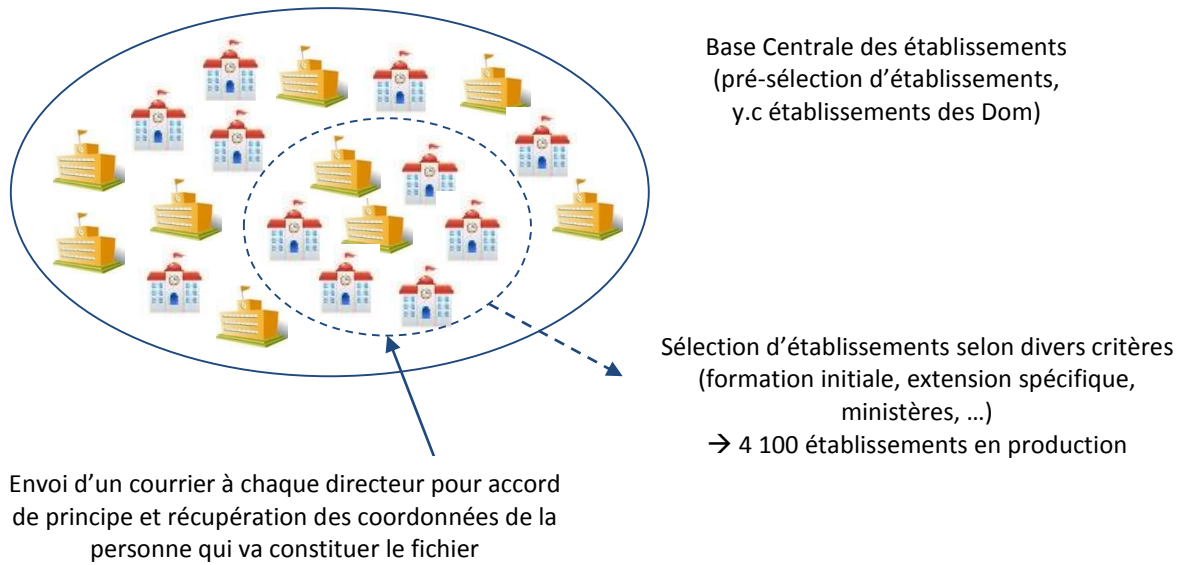 Base Centrale des établissements
(pré-sélection d’établissements,
y.c établissements des Dom)
Sélection d’établissements selon divers critères
(formation initiale, extension spécifique,
ministères, …)
→ 4 100 établissements en production
Envoi d’un courrier à chaque directeur pour accord
de principe et récupération des coordonnées de la
personne qui va constituer le fichier